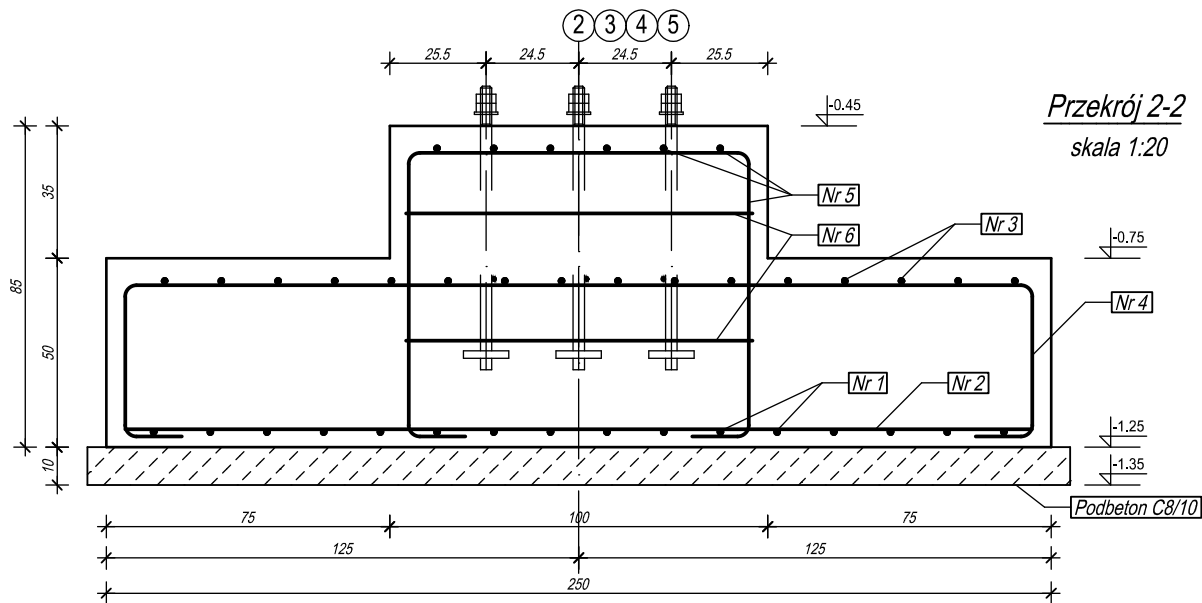 2 3 4 5
25.5 24.5 24.5 25.5
Przekrój 2-2
skala 1:20
-0.45
35
85
50
10
Nr 5
Nr 6
Nr 3
-0.75
Nr 4
Nr 1
Nr 2
-1.25
-1.35
Podbeton C8/10
75 100 75
125 125
250